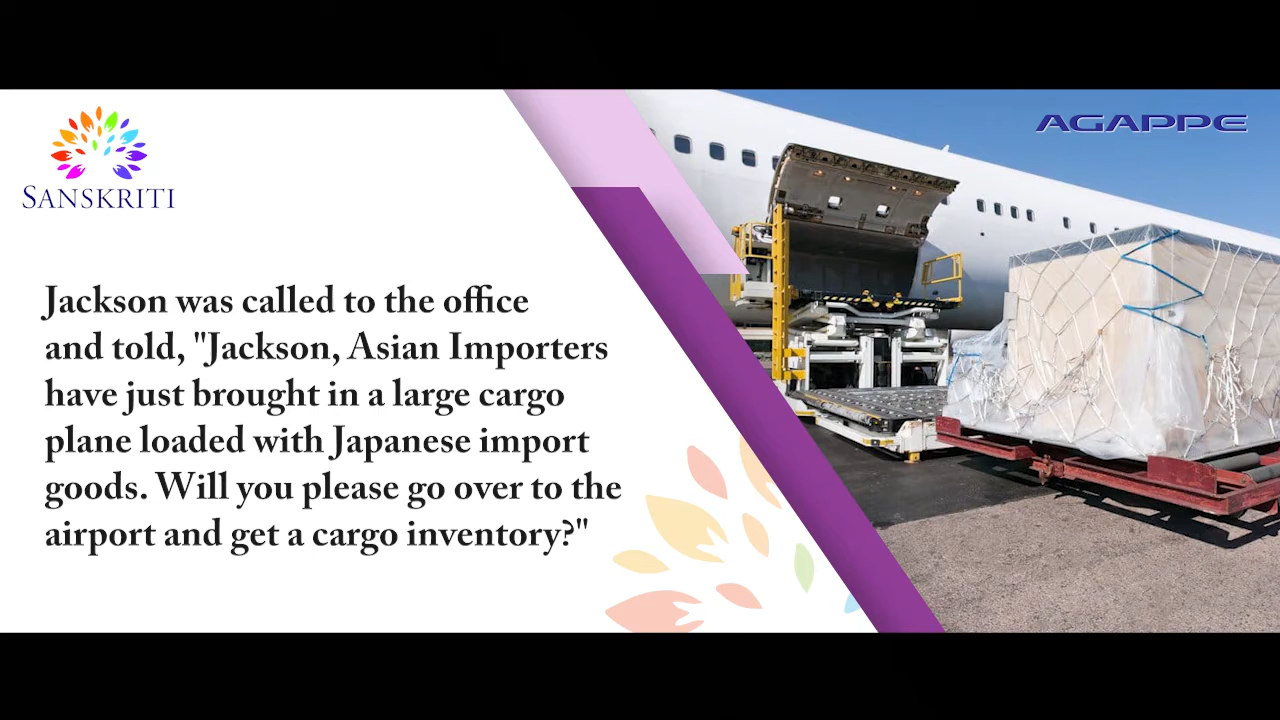 SANSKRITI
AGAPPE
Jackson was called to the office
and told, "Jackson, Asian Importers
have just brought in a large cargo
plane loaded with Japanese import
goods. Will you please go over to the
airport and get a cargo inventory?"